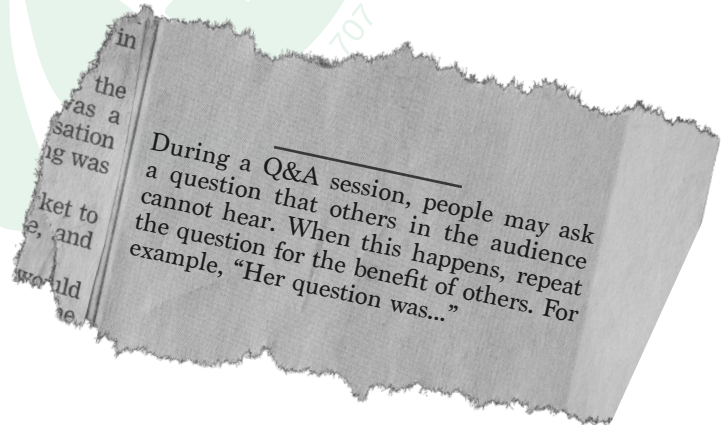 in
the
was a
sation
ng was
ket to
e, and
would
he
707
During a Q&A session, people may ask
a question that others in the audience
cannot hear. When this happens, repeat
the question for the benefit of others. For
example, “Her question was...”